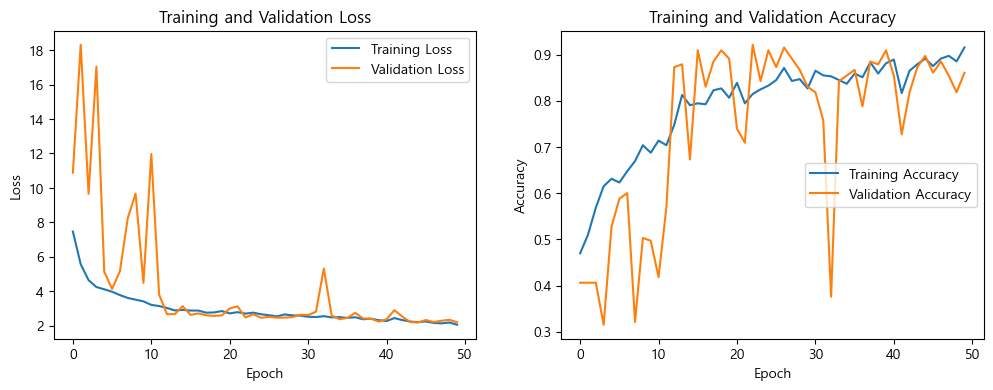 Training and Validation Loss
18
16
14
12
10
8
6
4
2
Loss
Training Loss
Validation Loss
0
10
20
30
40
50
Epoch
Training and Validation Accuracy
0.9
0.8
0.7
0.6
0.5
0.4
0.3
Accuracy
Training Accuracy
Validation Accuracy
0
10
20
30
40
50
Epoch